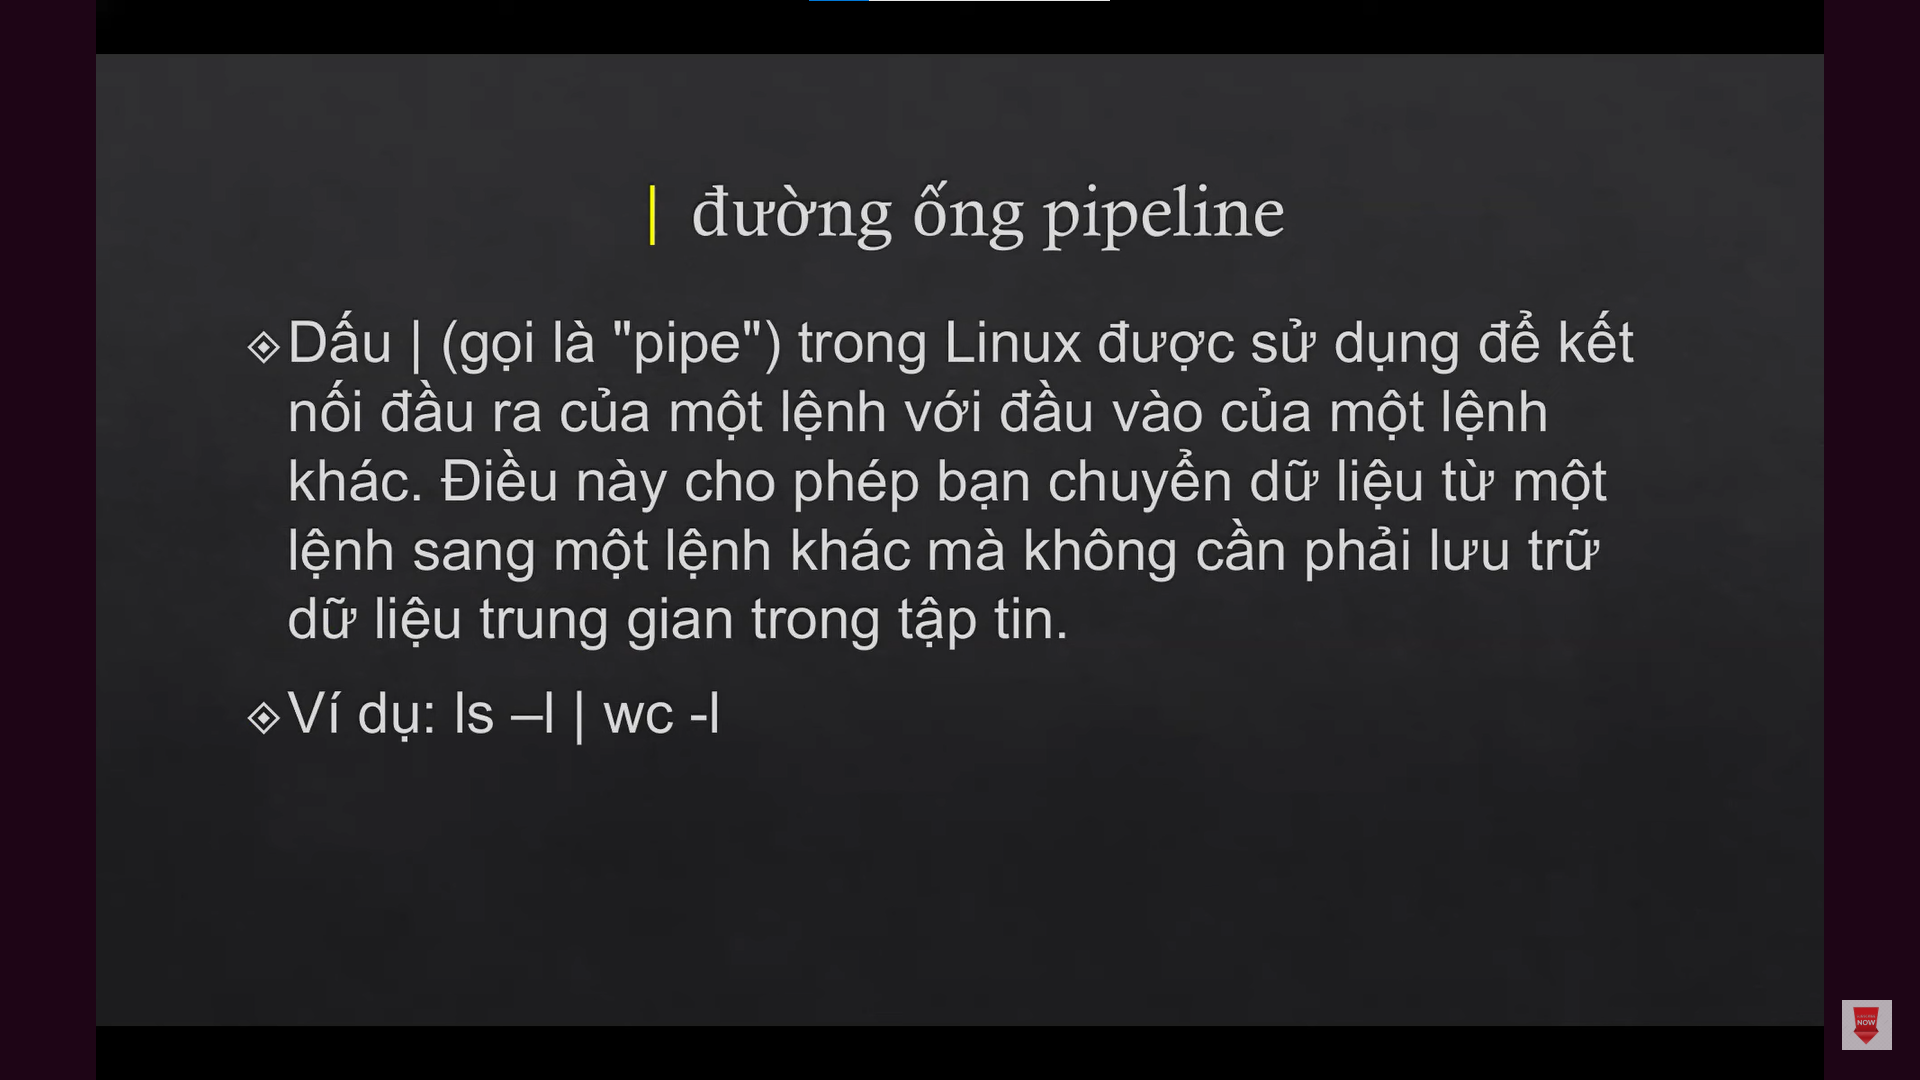 | đường ống pipeline
Dấu | (gọi là "pipe") trong Linux được sử dụng để kết
nối đầu ra của một lệnh với đầu vào của một lệnh
khác. Điều này cho phép bạn chuyển dữ liệu từ một
lệnh sang một lệnh khác mà không cần phải lưu trữ
dữ liệu trung gian trong tập tin.
Ví dụ: ls –l | wc -l
NOW